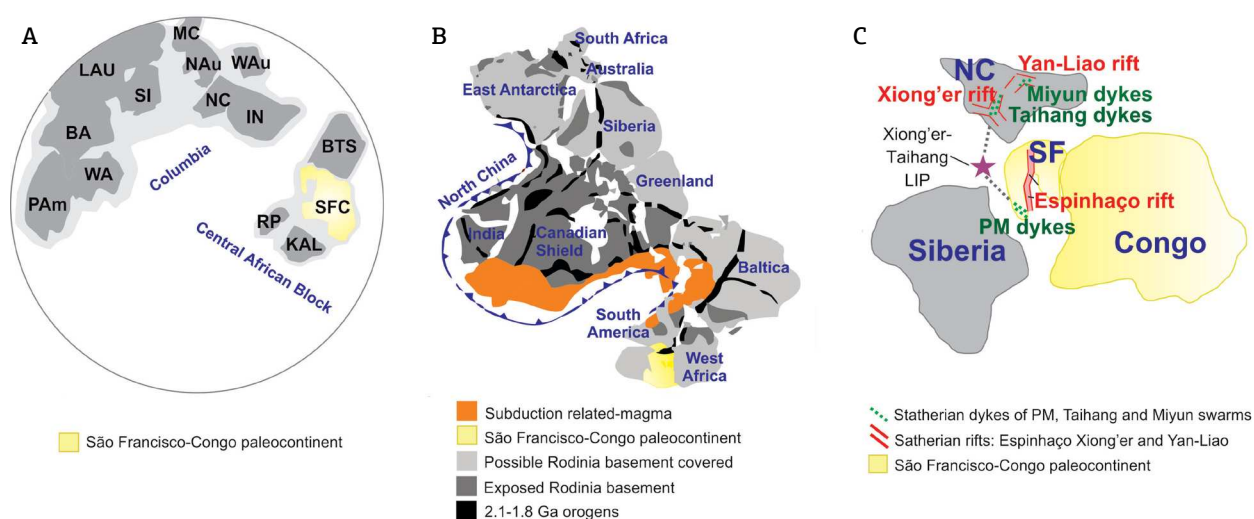 A
MC
LAU
NAu
WAu
SI
NC
IN
BA
WA
Columbia
BTS
PAm
SFC
RP
KAL
Central African Block
São Francisco-Congo paleocontinent
B
South Africa
Australia
East Antarctica
Siberia
North China
Greenland
India
Canadian
Shield
Baltica
South
America
West
Africa
Subduction related-magma
São Francisco-Congo paleocontinent
Possible Rodinia basement covered
Exposed Rodinia basement
2.1-1.8 Ga orogens
C
Yan-Liao rift
NC
Xiong'er rift
Miyun dykes
Taihang dykes
Xiong'er-
Taihang
LIP
SF
Espinhaço rift
PM dykes
Siberia
Congo
Statherian dykes of PM, Taihang and Miyun swarms
Satherian rifts: Espinhaço Xiong'er and Yan-Liao
São Francisco-Congo paleocontinent